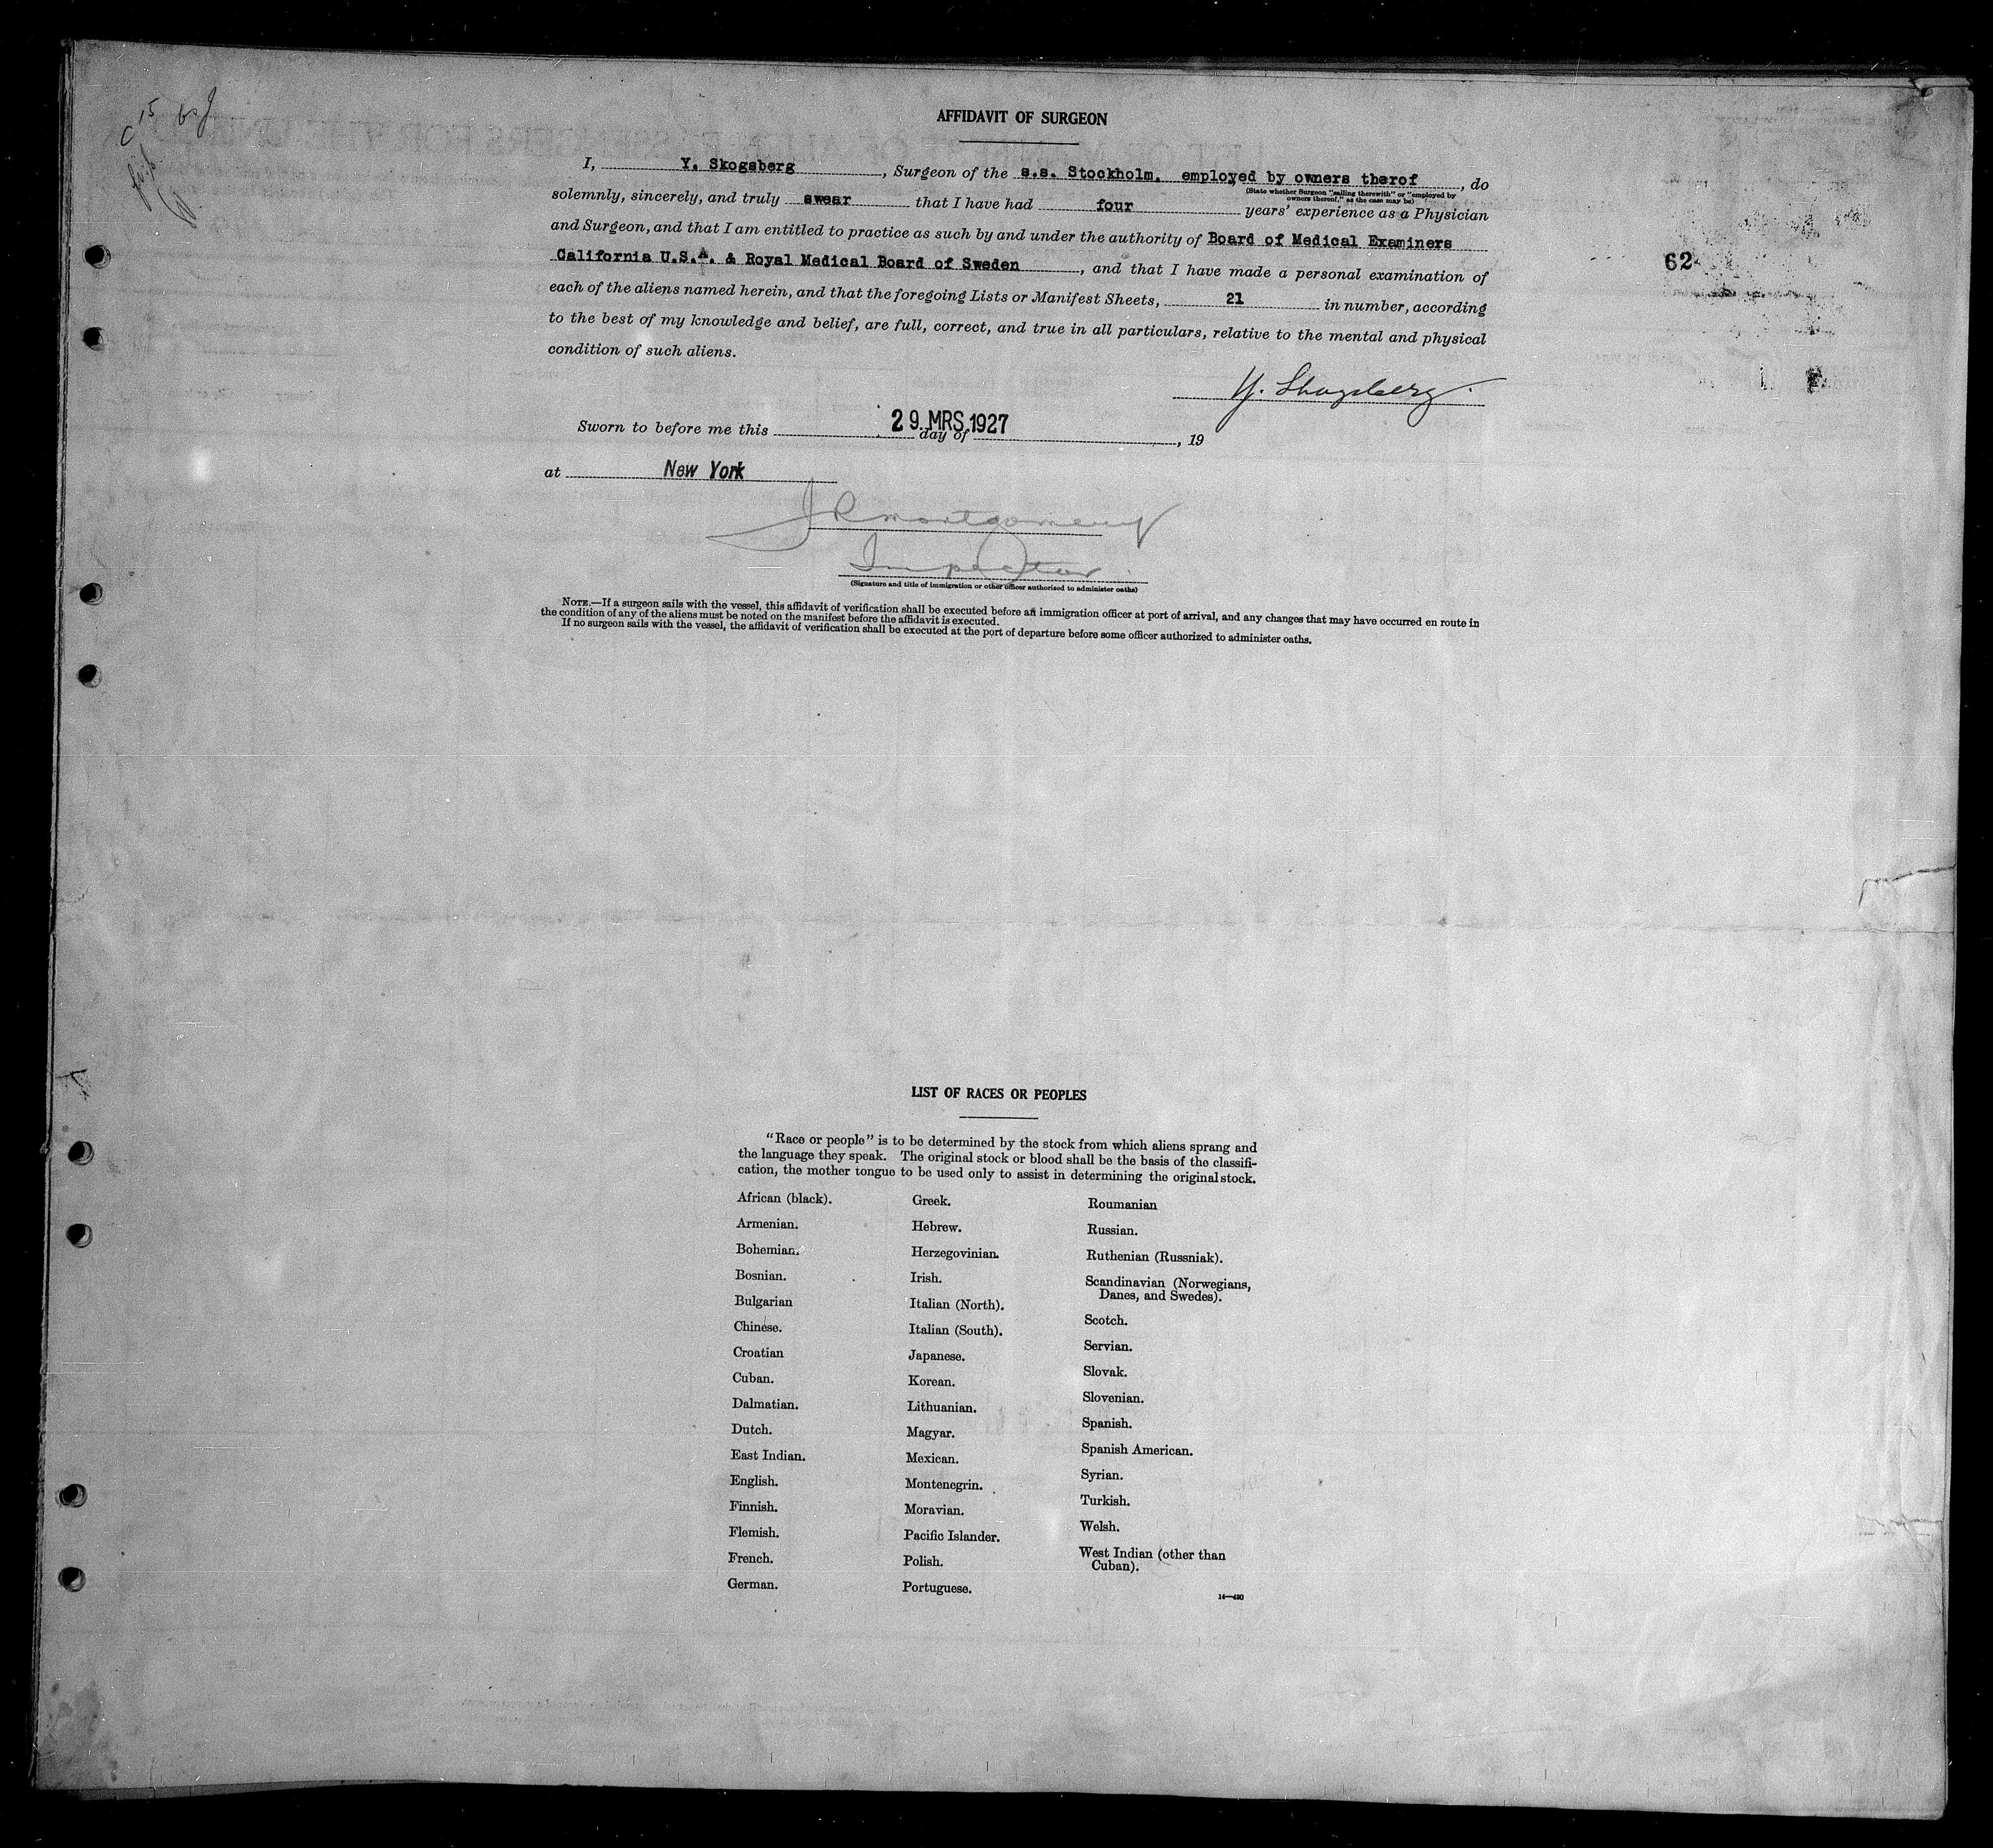 15 
AFFIDAVIT OF SURGEON
I, Y. Skogsberg, Surgeon of the s.s. Stockholm. employed by owners therof, do
(State whether Surgeon "sailing therewith" or "employed by
owners thereof," as the case may be)
solemnly, sincerely, and truly swear that I have had four years' experience as a Physician
and Surgeon, and that I am entitled to practice as such by and under the authority of Board of Medical Examiners
California U.S.A. & Royal Medical Board of Sweden, and that I have made a personal examination of
62
each of the aliens named herein, and that the foregoing Lists or Manifest Sheets, 21 in number, according
to the best of my knowledge and belief, are full, correct, and true in all particulars, relative to the mental and physical
condition of such aliens.
Y. Skogsberg.
Sworn to before me this 29. MRS. 1927 day of , 19
at New York
J R Montgomery
Inspector
(Signature and title of immigration or other officer authorized to administer oaths)
NOTE.—If a surgeon sails with the vessel, this affidavit of verification shall be executed before an immigration officer at port of arrival, and any changes that may have occurred en route in
the condition of any of the aliens must be noted on the manifest before the affidavit is executed.
If no surgeon sails with the vessel, the affidavit of verification shall be executed at the port of departure before some officer authorized to administer oaths.
LIST OF RACES OR PEOPLES
"Race or people" is to be determined by the stock from which aliens sprang and
the language they speak. The original stock or blood shall be the basis of the classifi-
cation, the mother tongue to be used only to assist in determining the original stock.
African (black).
Armenian.
Bohemian.
Bosnian.
Bulgarian
Chinese.
Croatian
Cuban.
Dalmatian.
Dutch.
East Indian.
English.
Finnish.
Flemish.
French.
German.
Greek.
Hebrew.
Herzegovinian.
Irish.
Italian (North).
Italian (South).
Japanese.
Korean.
Lithuanian.
Magyar.
Mexican.
Montenegrin.
Moravian.
Pacific Islander.
Polish.
Portuguese.
Roumanian
Russian.
Ruthenian (Russniak).
Scandinavian (Norwegians,
Danes, and Swedes).
Scotch.
Servian.
Slovak.
Slovenian.
Spanish.
Spanish American.
Syrian.
Turkish.
Welsh.
West Indian (other than
Cuban).
14—430